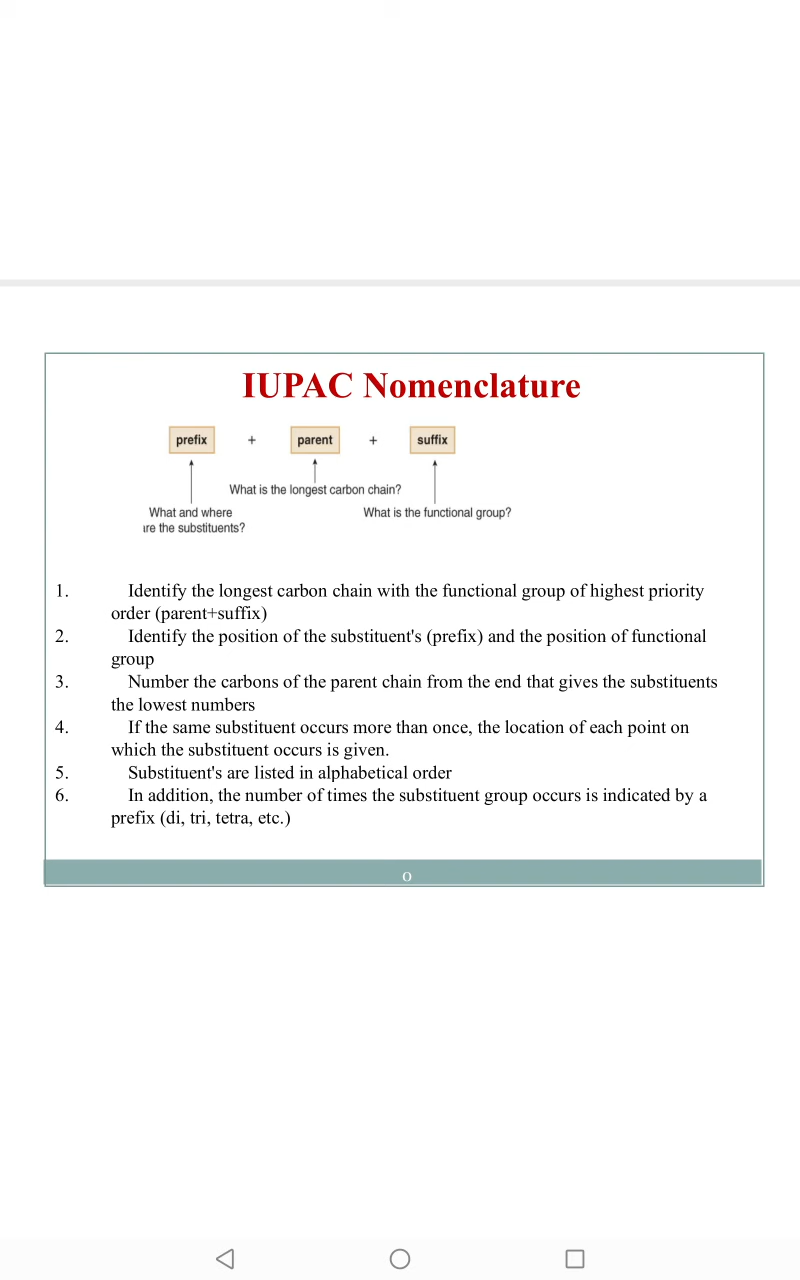 IUPAC Nomenclature
prefix + parent + suffix
What is the longest carbon chain?
What and where What is the functional group?
are the substituents?
1. Identify the longest carbon chain with the functional group of highest priority
order (parent+suffix)
2. Identify the position of the substituent's (prefix) and the position of functional
group
3. Number the carbons of the parent chain from the end that gives the substituents
the lowest numbers
4. If the same substituent occurs more than once, the location of each point on
which the substituent occurs is given.
5. Substituent's are listed in alphabetical order
6. In addition, the number of times the substituent group occurs is indicated by a
prefix (di, tri, tetra, etc.)
o